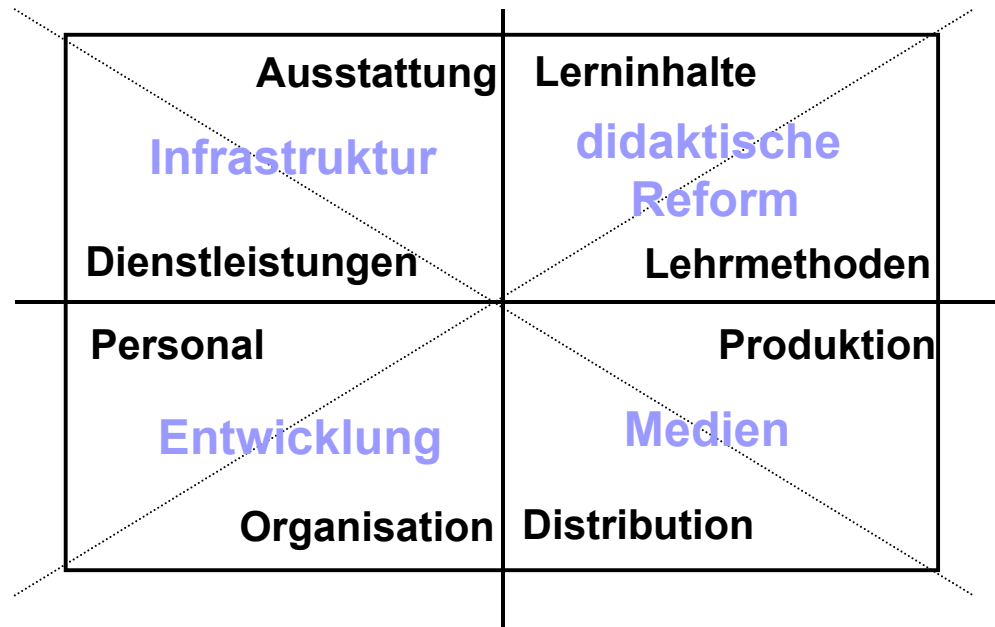 Ausstattung
Infrastruktur
Dienstleistungen
Lerninhalte
didaktische
Reform
Lehrmethoden
Personal
Entwicklung
Organisation
Produktion
Medien
Distribution